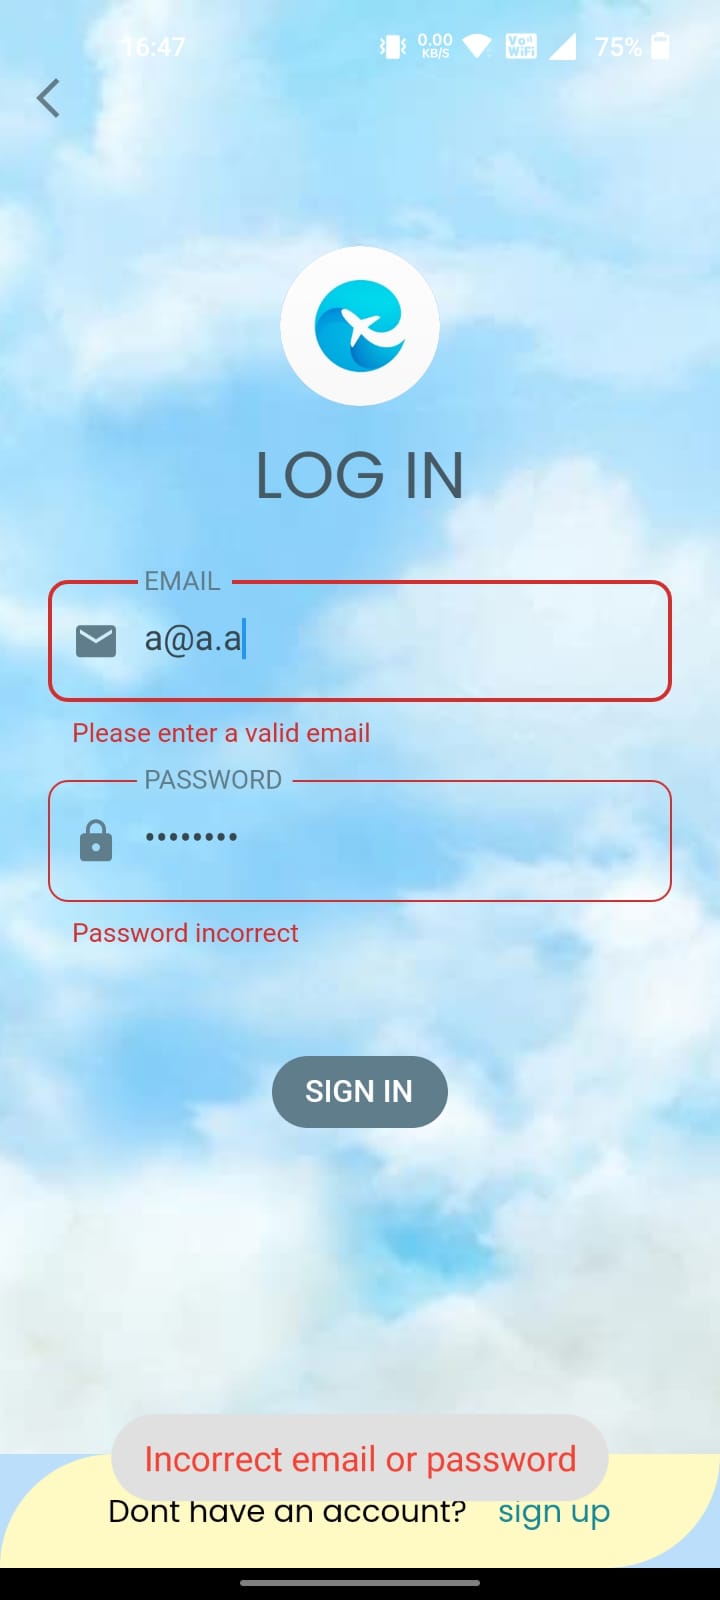 16:47
0.00
KB/S
Vo
WiFi
75%
LOG IN
EMAIL
a@a.a
Please enter a valid email
PASSWORD
••••••••
Password incorrect
SIGN IN
Incorrect email or password
Dont have an account? sign up